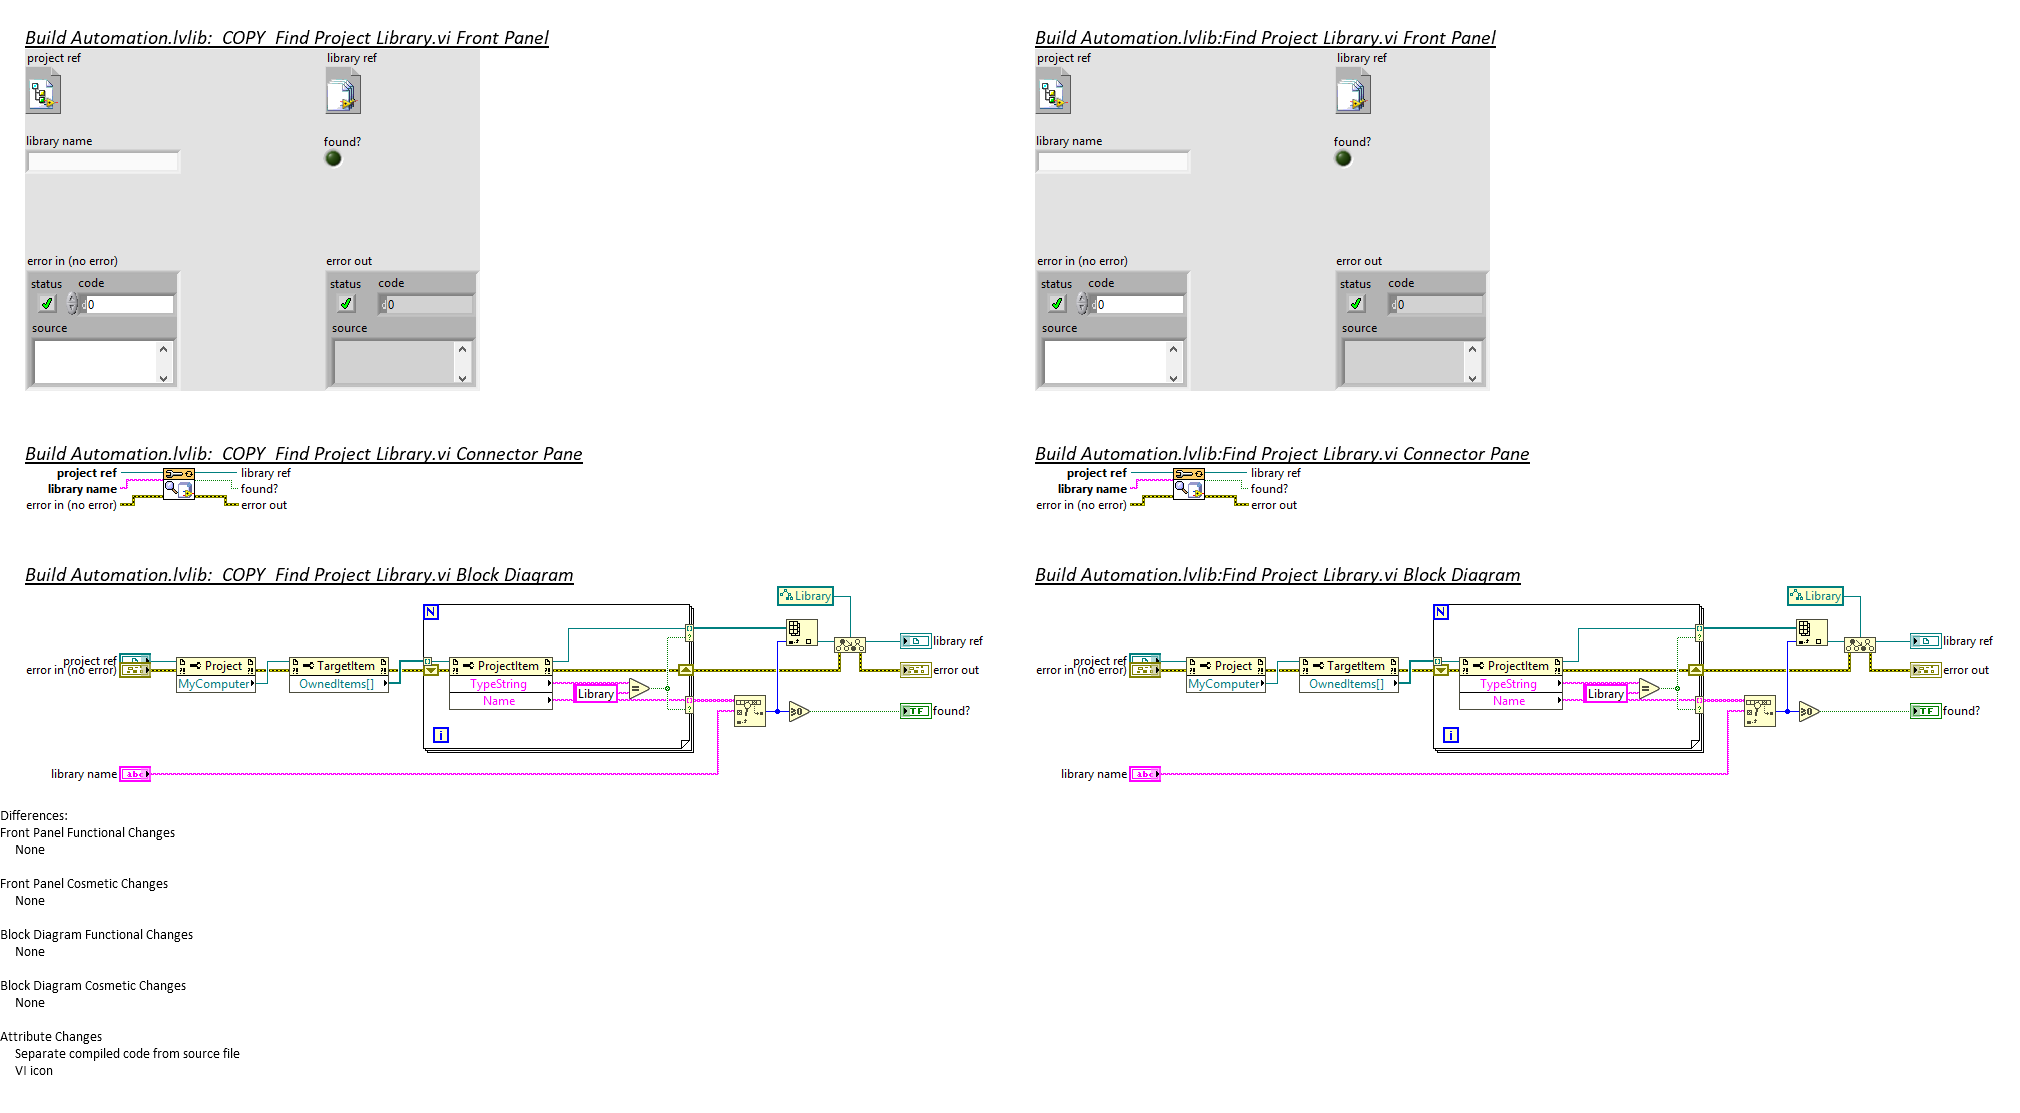 Build Automation.lvlib:  COPY  Find Project Library.vi Front Panel
project ref
library ref
library name
found?
error in (no error)
error out
status
code
0
status
code
0
source
source
Build Automation.lvlib:  COPY  Find Project Library.vi Connector Pane
project ref
library ref
library name
found?
error in (no error)
error out
Build Automation.lvlib:  COPY  Find Project Library.vi Block Diagram
Library
N
library ref
project ref
error in (no error)
Project
MyComputer
TargetItem
OwnedItems[]
ProjectItem
TypeString
Name
Library
=
error out
≥0
TF
found?
i
library name
abc
Build Automation.lvlib:Find Project Library.vi Front Panel
project ref
library ref
library name
found?
error in (no error)
error out
status
code
0
status
code
0
source
source
Build Automation.lvlib:Find Project Library.vi Connector Pane
project ref
library ref
library name
found?
error in (no error)
error out
Build Automation.lvlib:Find Project Library.vi Block Diagram
Library
N
library ref
project ref
error in (no error)
Project
MyComputer
TargetItem
OwnedItems[]
ProjectItem
TypeString
Name
Library
=
error out
≥0
TF
found?
i
library name
abc
Differences:
Front Panel Functional Changes
None
Front Panel Cosmetic Changes
None
Block Diagram Functional Changes
None
Block Diagram Cosmetic Changes
None
Attribute Changes
Separate compiled code from source file
VI icon